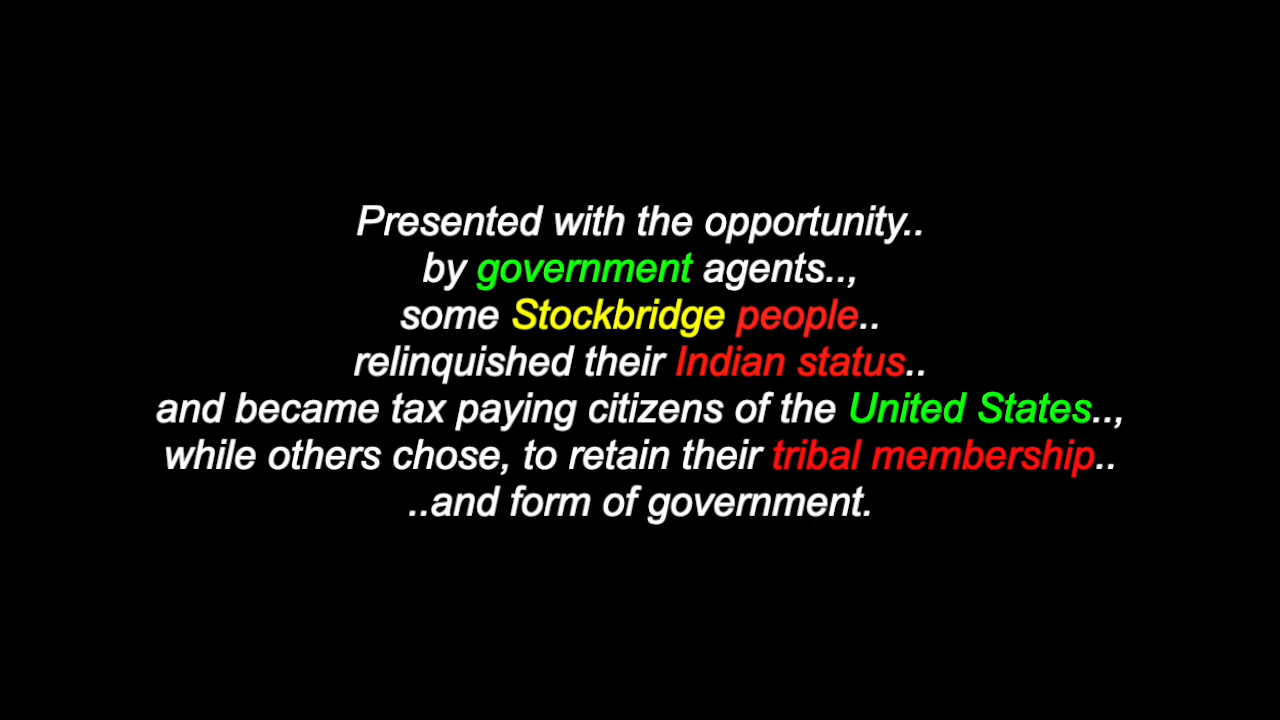 Presented with the opportunity..
by government agents..,
some Stockbridge people..
relinquished their Indian status..
and became tax paying citizens of the United States..,
while others chose, to retain their tribal membership..
..and form of government.